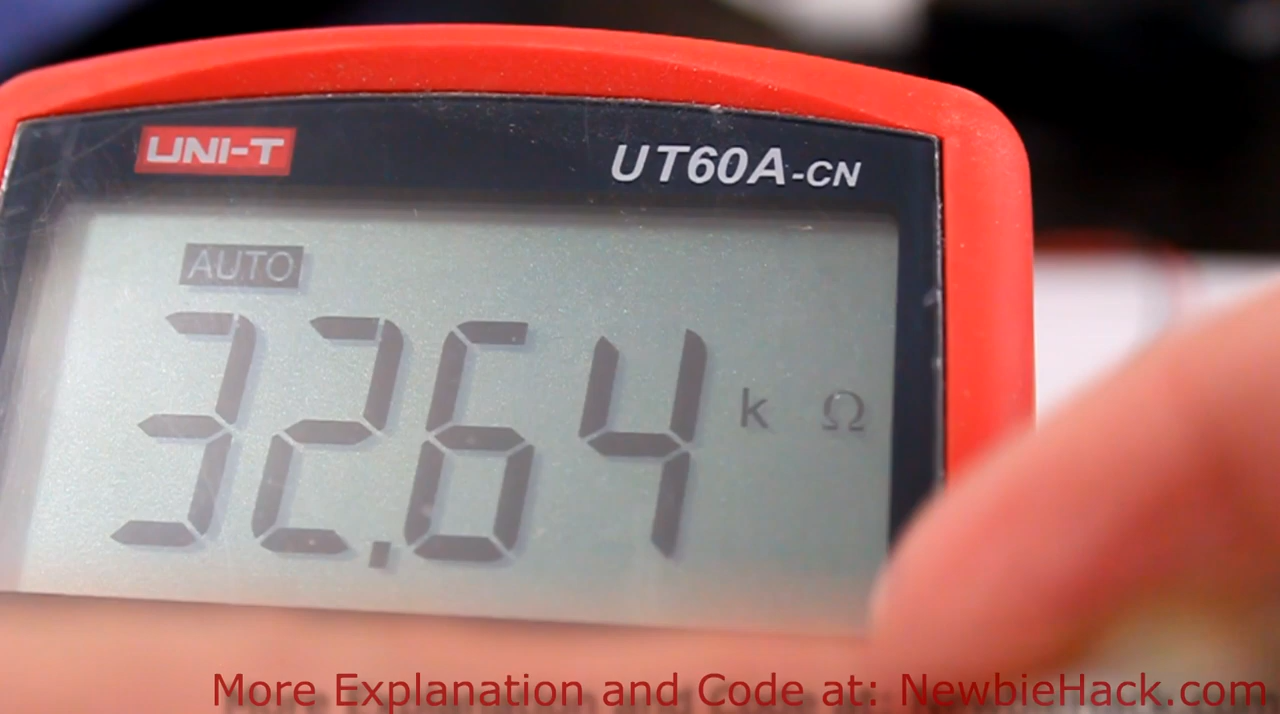 UNI-T
UT60A-CN
AUTO
32.64 k Ω
More Explanation and Code at: NewbieHack.com